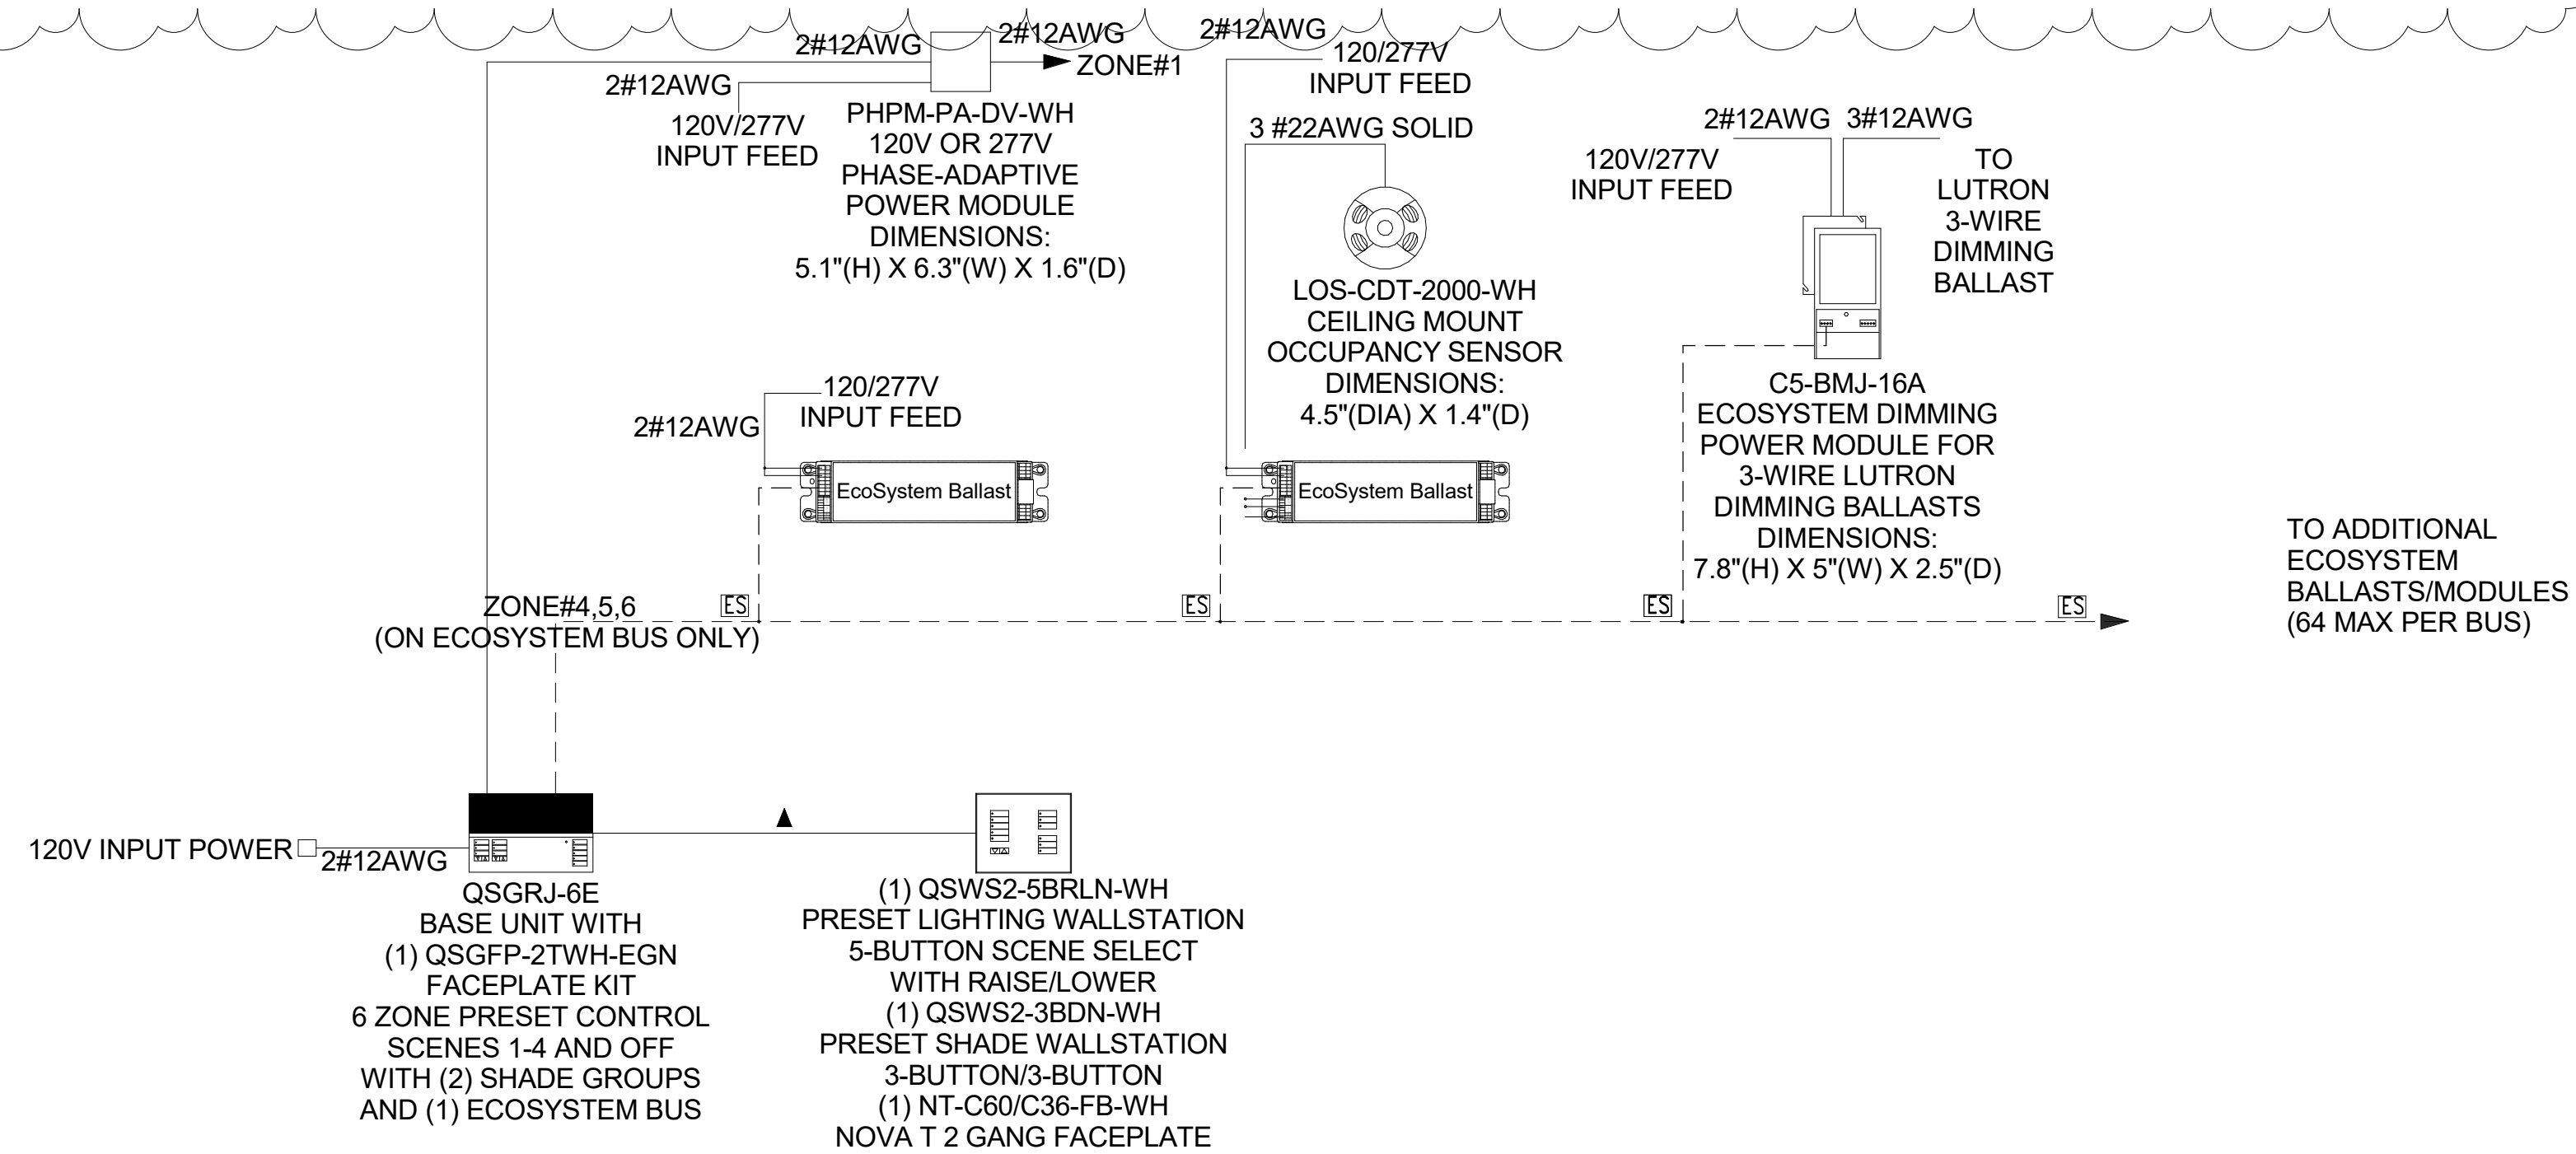 2#12AWG
2#12AWG
ZONE#1
2#12AWG
120V/277V
INPUT FEED
PHPM-PA-DV-WH
120V OR 277V
PHASE-ADAPTIVE
POWER MODULE
DIMENSIONS:
5.1"(H) X 6.3"(W) X 1.6"(D)
2#12AWG
120/277V
INPUT FEED
3 #22AWG SOLID
LOS-CDT-2000-WH
CEILING MOUNT
OCCUPANCY SENSOR
DIMENSIONS:
4.5"(DIA) X 1.4"(D)
2#12AWG
3#12AWG
120V/277V
INPUT FEED
TO
LUTRON
3-WIRE
DIMMING
BALLAST
C5-BMJ-16A
ECOSYSTEM DIMMING
POWER MODULE FOR
3-WIRE LUTRON
DIMMING BALLASTS
DIMENSIONS:
7.8"(H) X 5"(W) X 2.5"(D)
120/277V
INPUT FEED
2#12AWG
EcoSystem Ballast
EcoSystem Ballast
TO ADDITIONAL
ECOSYSTEM
BALLASTS/MODULES
(64 MAX PER BUS)
ZONE#4,5,6
(ON ECOSYSTEM BUS ONLY)
ES
ES
ES
ES
120V INPUT POWER
2#12AWG
QSGRJ-6E
BASE UNIT WITH
(1) QSGFP-2TWH-EGN
FACEPLATE KIT
6 ZONE PRESET CONTROL
SCENES 1-4 AND OFF
WITH (2) SHADE GROUPS
AND (1) ECOSYSTEM BUS
(1) QSWS2-5BRLN-WH
PRESET LIGHTING WALLSTATION
5-BUTTON SCENE SELECT
WITH RAISE/LOWER
(1) QSWS2-3BDN-WH
PRESET SHADE WALLSTATION
3-BUTTON/3-BUTTON
(1) NT-C60/C36-FB-WH
NOVA T 2 GANG FACEPLATE